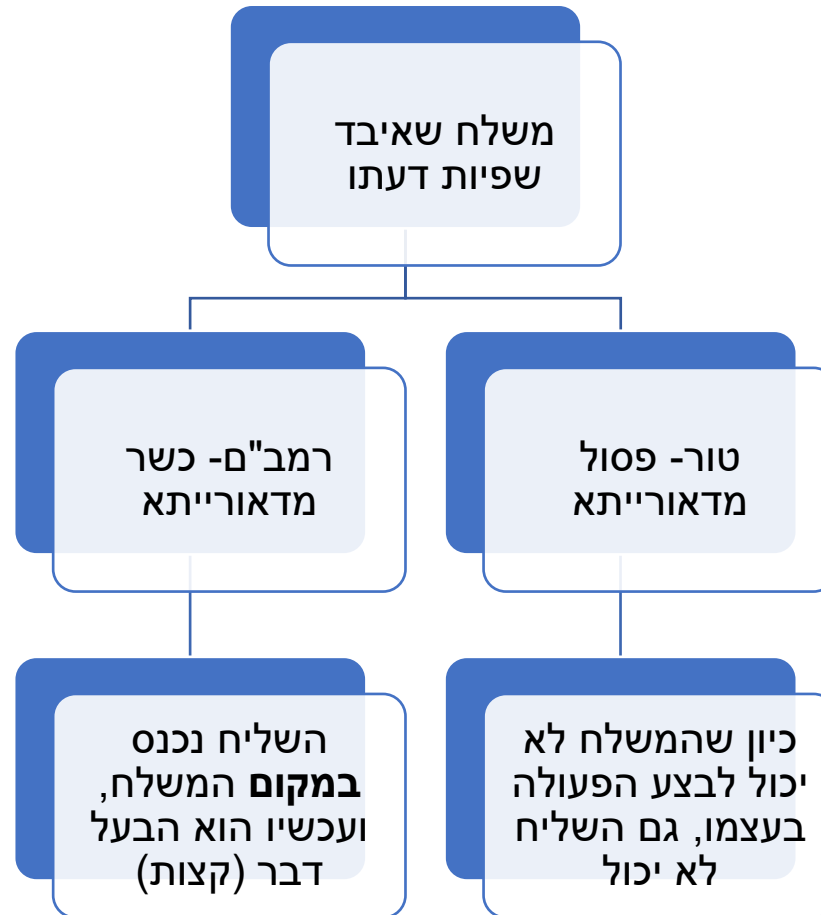 משלח שאיבד
שפיות דעתו
טור- פסול
מדאורייתא
רמב"ם- כשר
מדאורייתא
כיון שהמשלח לא
יכול לבצע הפעולה
בעצמו, גם השליח
לא יכול
השליח נכנס
במקום המשלח,
ועכשיו הוא הבעל
דבר (קצות)